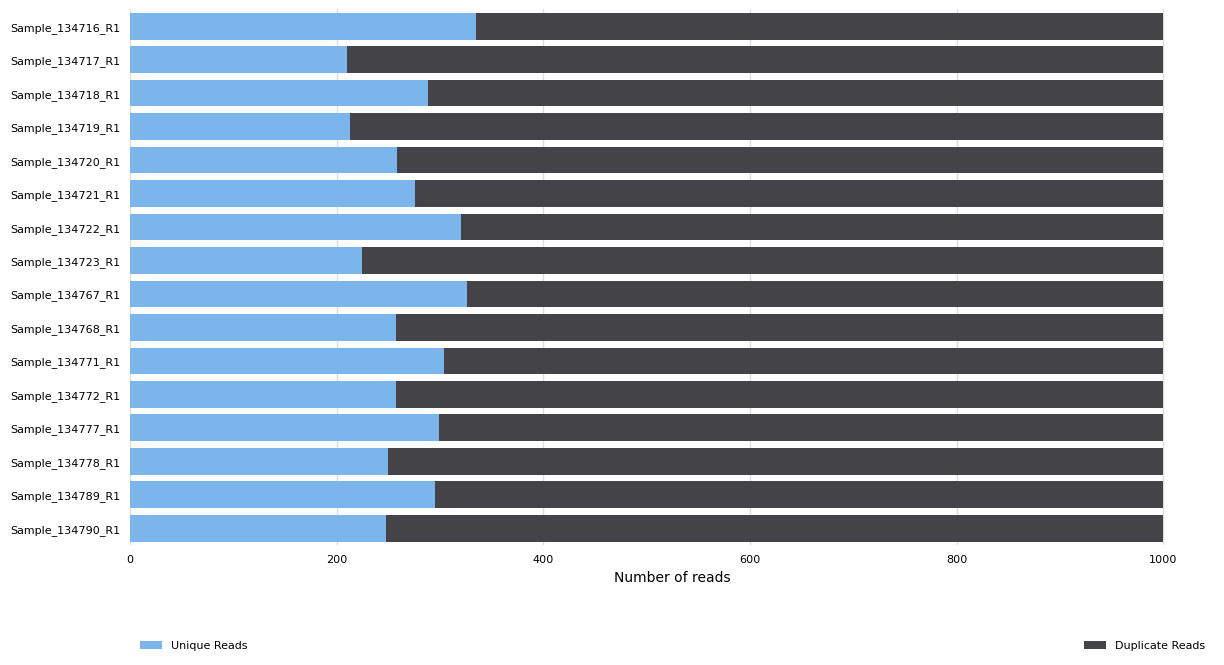 Sample_134716_R1
Sample_134717_R1
Sample_134718_R1
Sample_134719_R1
Sample_134720_R1
Sample_134721_R1
Sample_134722_R1
Sample_134723_R1
Sample_134767_R1
Sample_134768_R1
Sample_134771_R1
Sample_134772_R1
Sample_134777_R1
Sample_134778_R1
Sample_134789_R1
Sample_134790_R1
0 200 400 600 800 1000
Number of reads
Unique Reads Duplicate Reads